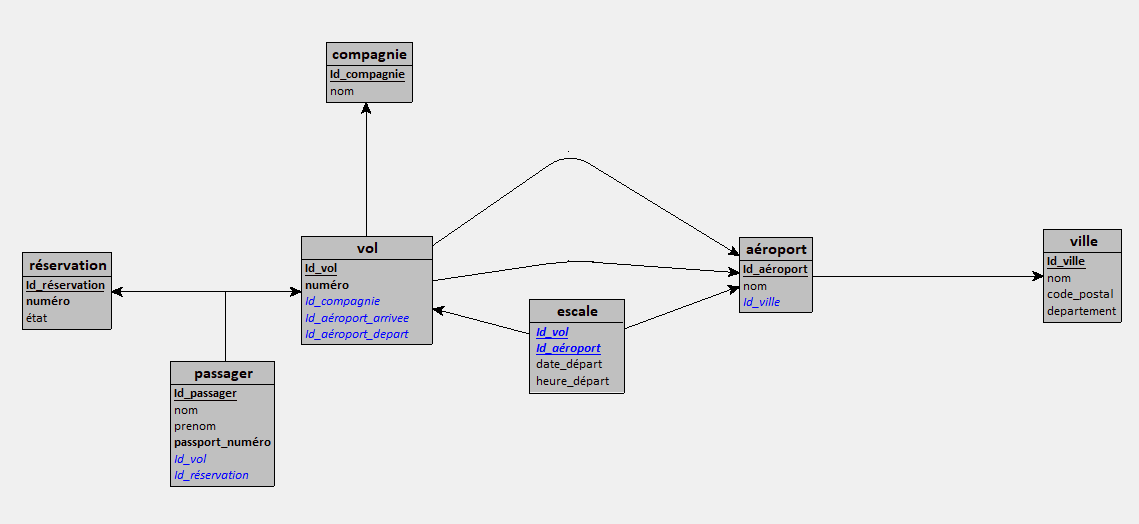 compagnie
Id_compagnie
nom
vol
Id_vol
numéro
Id_compagnie
Id_aéroport_arrivee
Id_aéroport_depart
aéroport
Id_aéroport
nom
Id_ville
ville
Id_ville
nom
code_postal
departement
réservation
Id_réservation
numéro
état
escale
Id_vol
Id_aéroport
date_départ
heure_départ
passager
Id_passager
nom
prenom
passport_numéro
Id_vol
Id_réservation